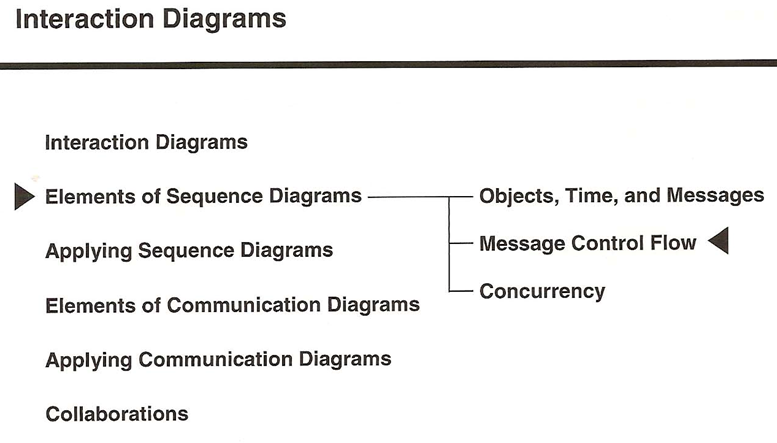 Interaction Diagrams
Interaction Diagrams
Elements of Sequence Diagrams
Objects, Time, and Messages
Message Control Flow
Concurrency
Applying Sequence Diagrams
Elements of Communication Diagrams
Applying Communication Diagrams
Collaborations